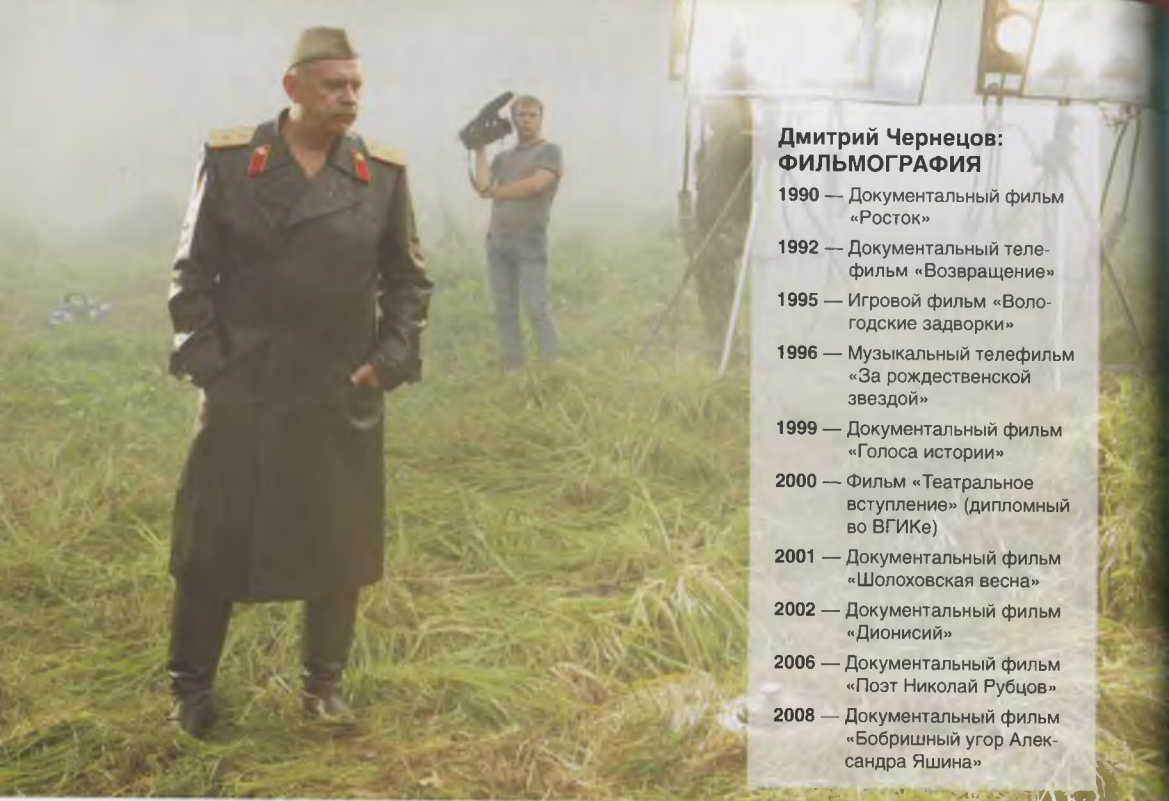 Дмитрий Чернецов:
ФИЛЬМОГРАФИЯ
1990 — Документальный фильм
«Росток»
1992 — Документальный теле-
фильм «Возвращение»
1995 — Игровой фильм «Воло-
годские задворки»
1996 — Музыкальный телефильм
«За рождественской
звездой»
1999 — Документальный фильм
«Голоса истории»
2000 — Фильм «Театральное
вступление» (дипломный
во ВГИКе)
2001 — Документальный фильм
«Шолоховская весна»
2002 — Документальный фильм
«Дионисий»
2006 — Документальный фильм
«Поэт Николай Рубцов»
2008 — Документальный фильм
«Бобришный угор Алек-
сандра Яшина»